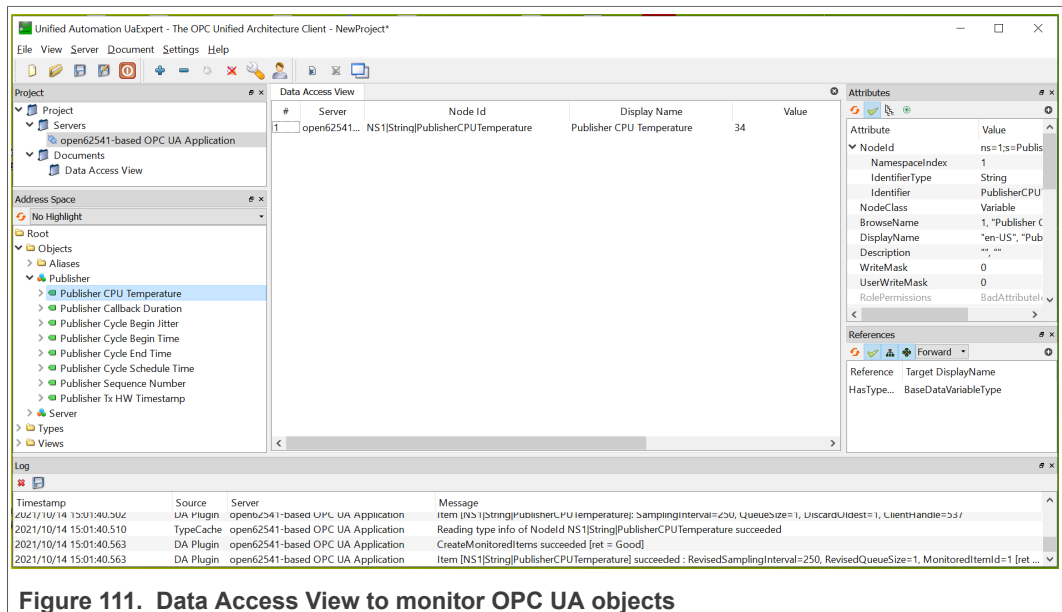 Unified Automation UaExpert - The OPC Unified Architecture Client - NewProject*
File View Server Document Settings Help
Project
Project
Servers
open62541-based OPC UA Application
Documents
Data Access View
Address Space
No Highlight
Root
Objects
Aliases
Publisher
Publisher CPU Temperature
Publisher Callback Duration
Publisher Cycle Begin Jitter
Publisher Cycle Begin Time
Publisher Cycle End Time
Publisher Cycle Schedule Time
Publisher Sequence Number
Publisher Tx HW Timestamp
Server
Types
Views
Data Access View
# Server Node Id Display Name Value
1 open62541... NS1|String|PublisherCPUTemperature Publisher CPU Temperature 34
Attributes
Attribute Value
NodeId ns=1;s=Publis
NamespaceIndex 1
IdentifierType String
Identifier PublisherCPU
NodeClass Variable
BrowseName 1, "Publisher C
DisplayName "en-US", "Pub
Description "", ""
WriteMask 0
UserWriteMask 0
RolePermissions BadAttributeI
References
Forward
Reference Target DisplayName
HasType... BaseDataVariableType
Log
Timestamp Source Server Message
2021/10/14 15:01:40.502 DA Plugin open62541-based OPC UA Application Item [NS1|String|PublisherCPUTemperature]: SamplingInterval=250, QueueSize=1, DiscardOldest=1, ClientHandle=537
2021/10/14 15:01:40.510 TypeCache open62541-based OPC UA Application Reading type info of NodeId NS1|String|PublisherCPUTemperature succeeded
2021/10/14 15:01:40.563 DA Plugin open62541-based OPC UA Application CreateMonitoredItems succeeded [ret = Good]
2021/10/14 15:01:40.563 DA Plugin open62541-based OPC UA Application Item [NS1|String|PublisherCPUTemperature] succeeded : RevisedSamplingInterval=250, RevisedQueueSize=1, MonitoredItemId=1 [ret ...
Figure 111. Data Access View to monitor OPC UA objects